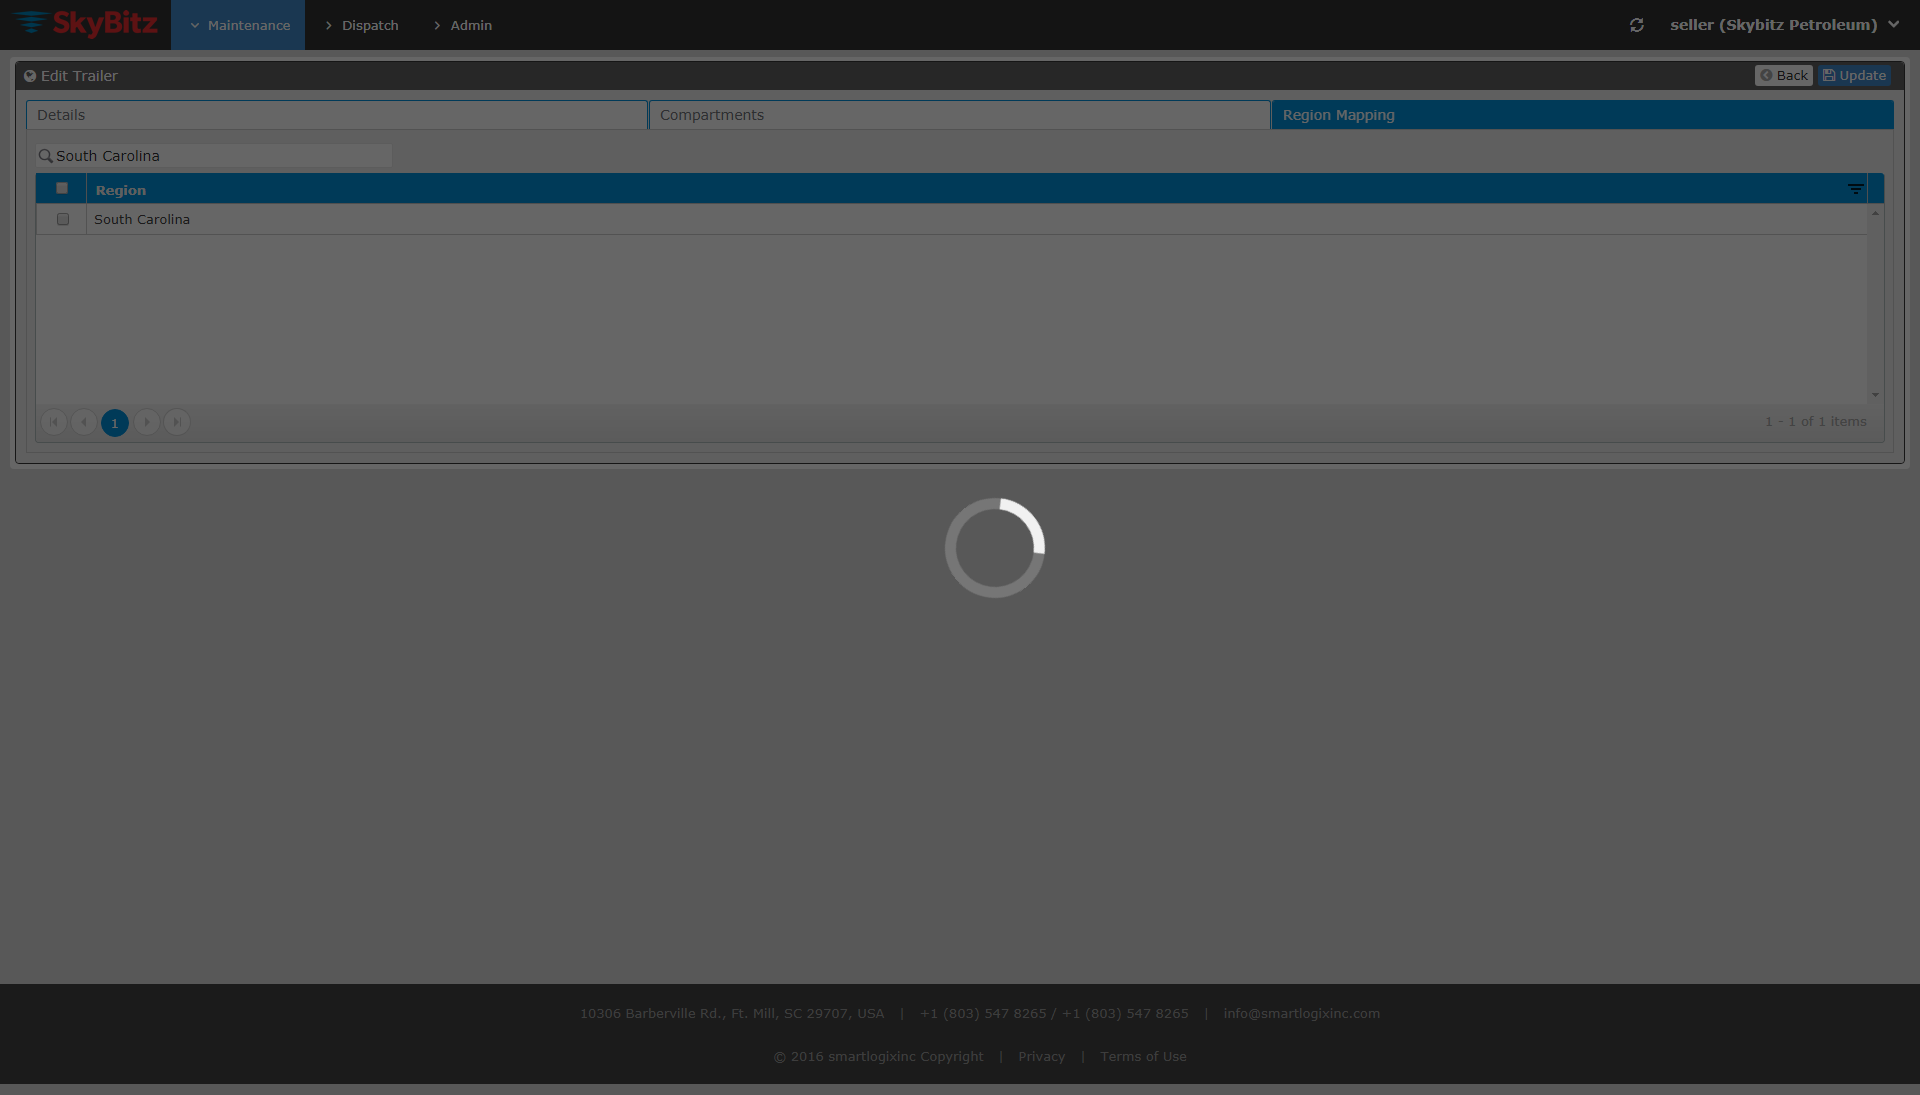 SkyBitz
Maintenance
Dispatch
Admin
seller (Skybitz Petroleum)
Edit Trailer
Back
Update
Details
Compartments
Region Mapping
South Carolina
Region
South Carolina
1
1 - 1 of 1 items
10306 Barberville Rd., Ft. Mill, SC 29707, USA | +1 (803) 547 8265 / +1 (803) 547 8265 | info@smartlogixinc.com
© 2016 smartlogixinc Copyright | Privacy | Terms of Use